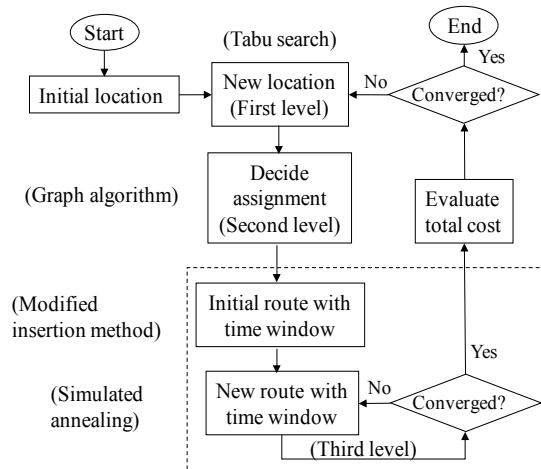 Start
End
(Tabu search)
Yes
Initial location
New location
(First level)
No
Converged?
(Graph algorithm)
Decide
assignment
(Second level)
Evaluate
total cost
(Modified
insertion method)
Initial route with
time window
Yes
(Simulated
annealing)
New route with
time window
No
Converged?
(Third level)